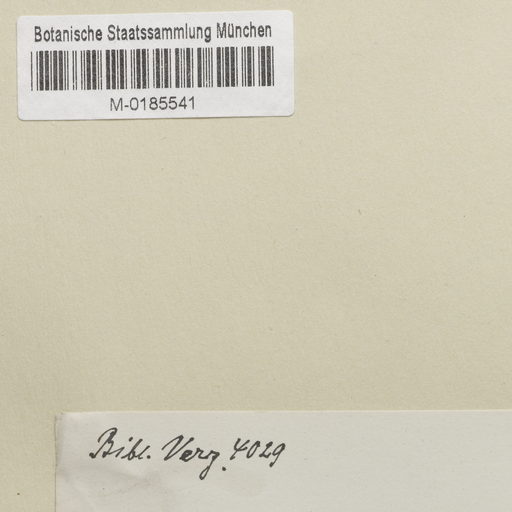 Botanische Staatssammlung München
M-0185541
Bibl. Verz. 4029